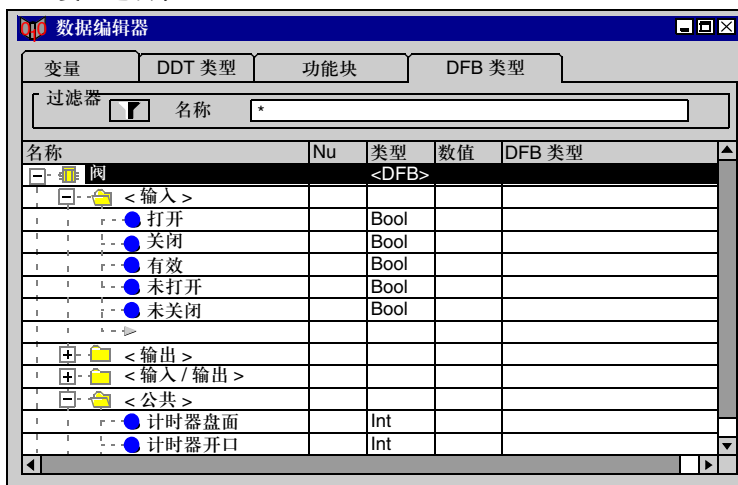 数据编辑器
变量 DDT 类型 功能块 DFB 类型
过滤器
名称 *
名称 Nu 类型 数值 DFB 类型
阀 <DFB>
< 输入 >
打开 Bool
关闭 Bool
有效 Bool
未打开 Bool
未关闭 Bool
< 输出 >
< 输入 / 输出 >
< 公共 >
计时器盘面 Int
计时器开口 Int